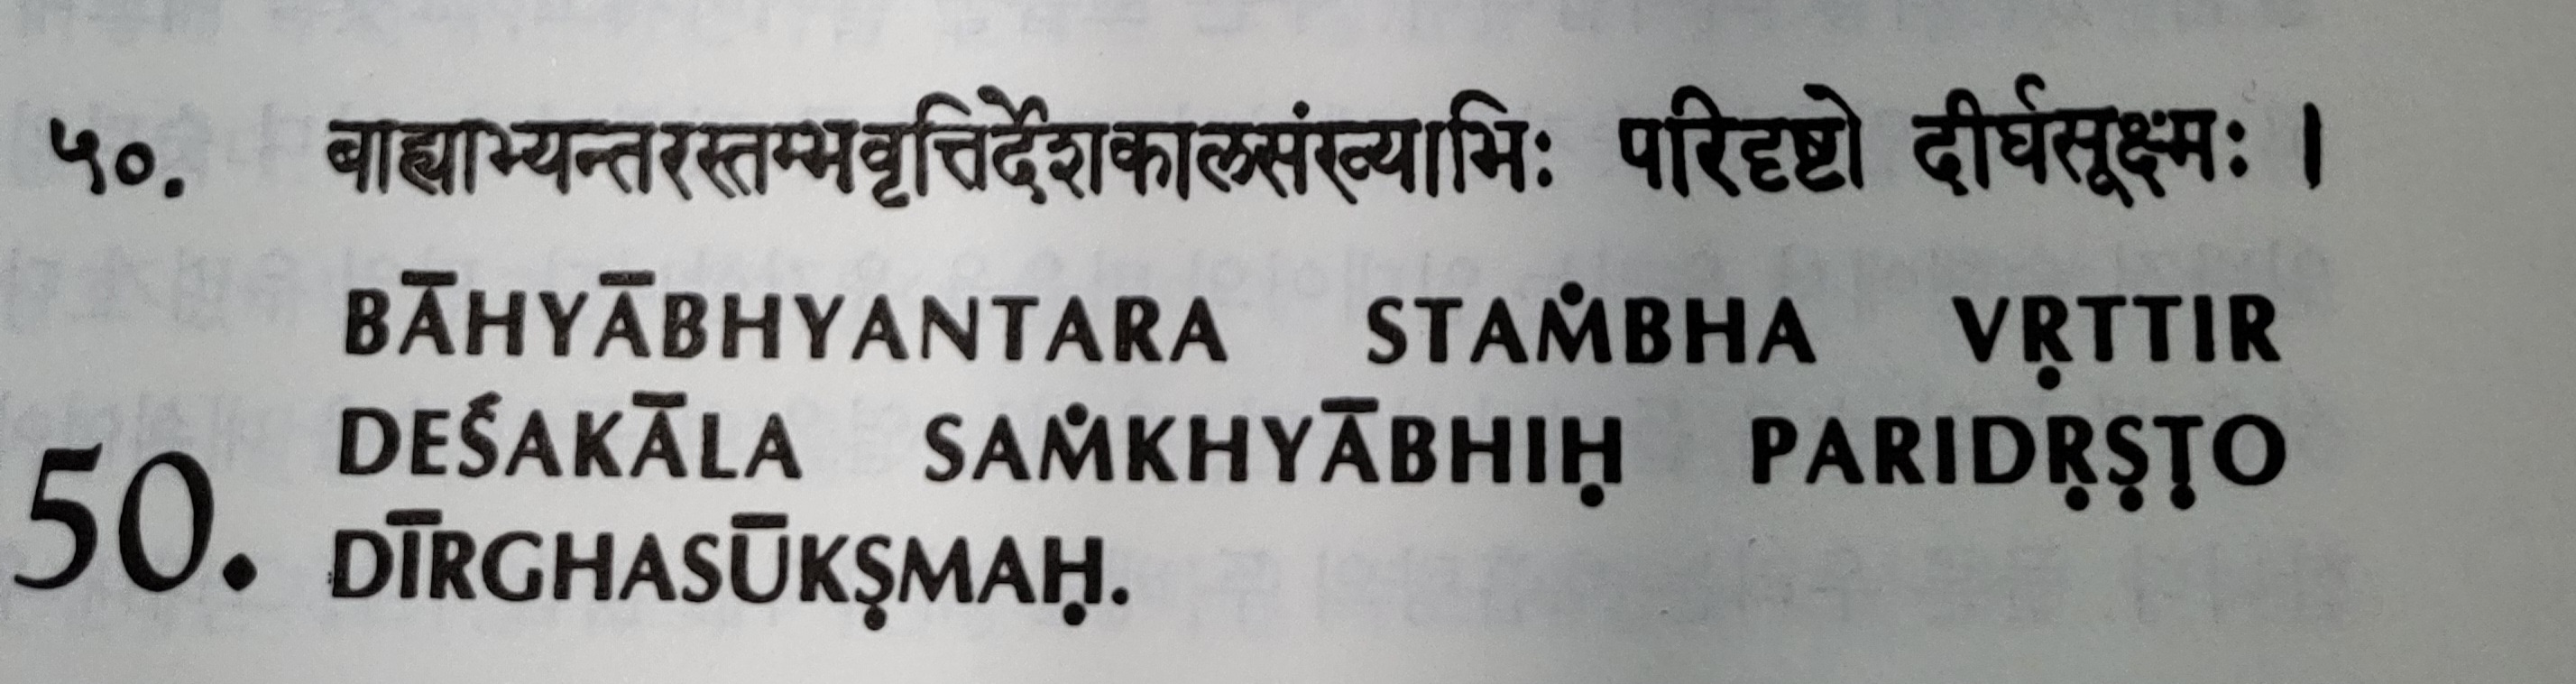 ५०. बाह्याभ्यन्तरस्तम्भवृत्तिर्देशकालसंख्याभिः परिदृष्टो दीर्घसूक्ष्मः ।
BĀHYĀBHYANTARA STAṀBHA VṚTTIR
DEŚAKĀLA SAṀKHYĀBHIḤ PARIDṚṢṬO
50. DĪRGHASŪKṢMAḤ.